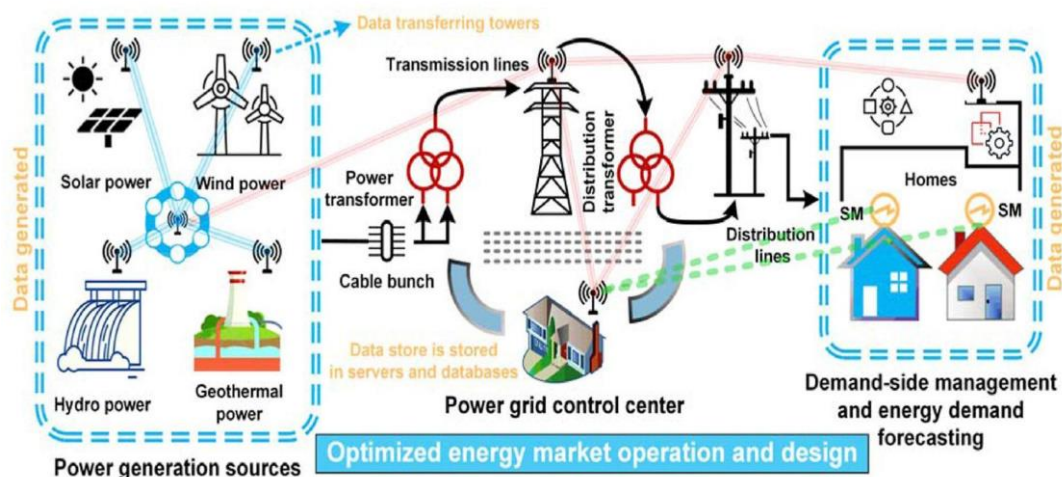 Data transferring towers
Data generated
Solar power
Wind power
Hydro power
Geothermal
power
Power generation sources
Transmission lines
Power
transformer
Cable bunch
Distribution
transformer
Distribution
lines
Data store is stored
in servers and databases
Power grid control center
Homes
SM
SM
Data generated
Demand-side management
and energy demand
forecasting
Optimized energy market operation and design